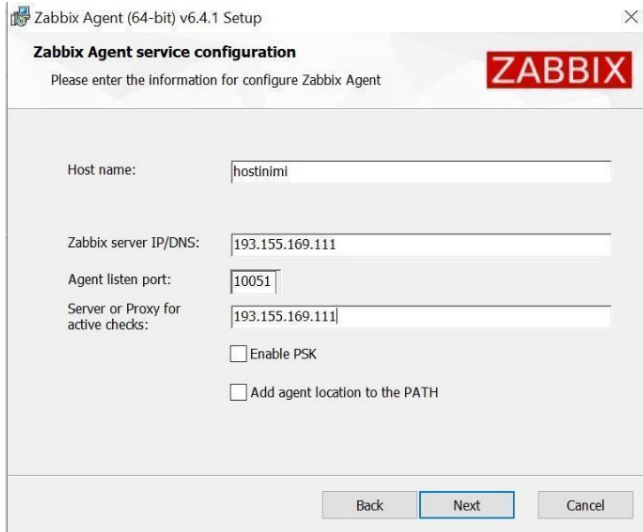 Zabbix Agent (64-bit) v6.4.1 Setup
Zabbix Agent service configuration
Please enter the information for configure Zabbix Agent
ZABBIX
Host name:
hostinimi
Zabbix server IP/DNS:
193.155.169.111
Agent listen port:
10051
Server or Proxy for
active checks:
193.155.169.111
Enable PSK
Add agent location to the PATH
Back
Next
Cancel